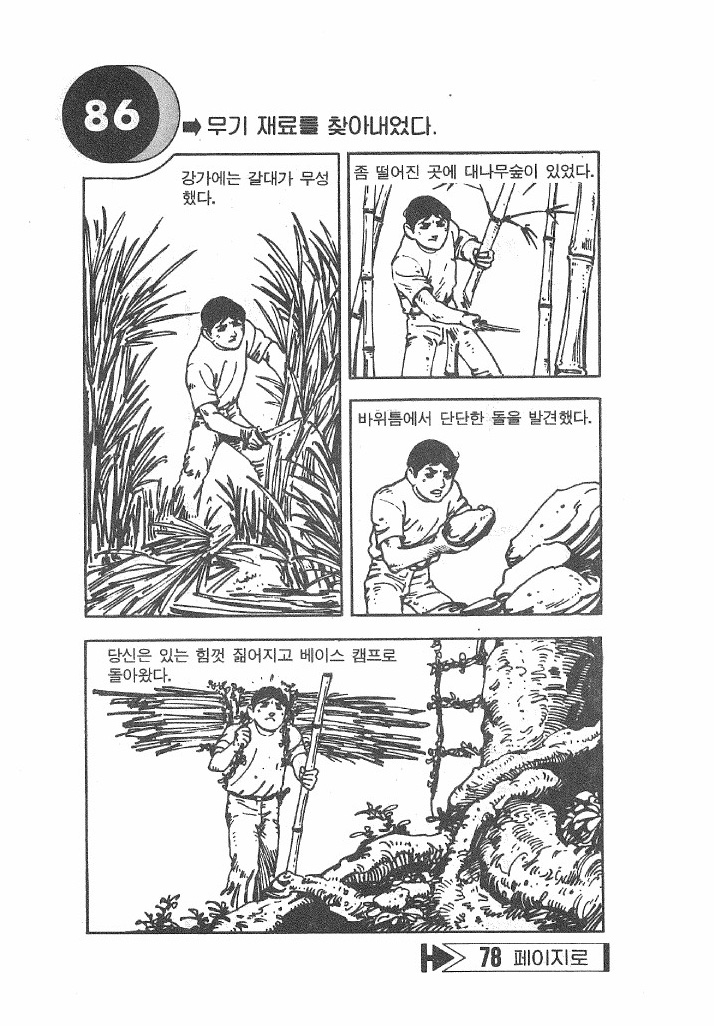 86
➡ 무기 재료를 찾아내었다.
강가에는 갈대가 무성
했다.
좀 떨어진 곳에 대나무숲이 있었다.
바위틈에서 단단한 돌을 발견했다.
당신은 있는 힘껏 짊어지고 베이스 캠프로
돌아왔다.
78 페이지로